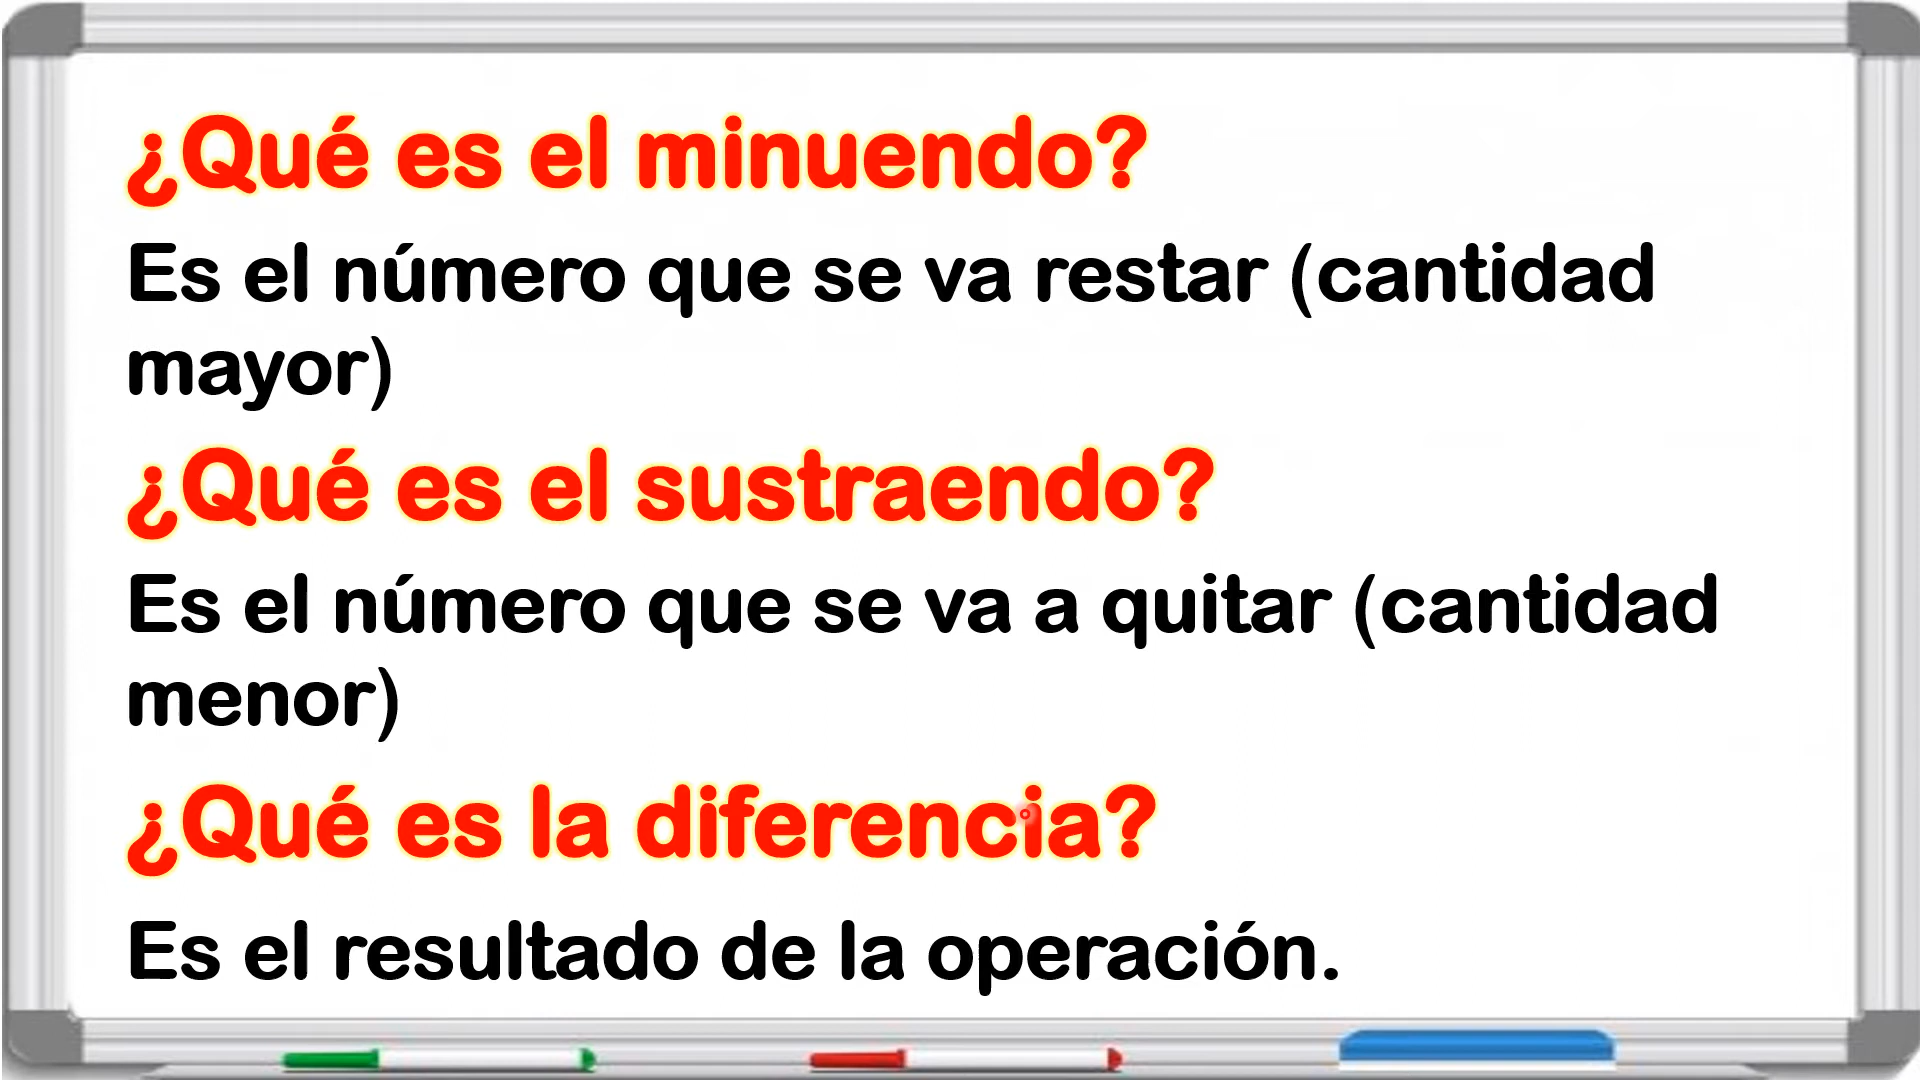 ¿Qué es el minuendo?
Es el número que se va restar (cantidad
mayor)
¿Qué es el sustraendo?
Es el número que se va a quitar (cantidad
menor)
¿Qué es la diferencia?
Es el resultado de la operación.